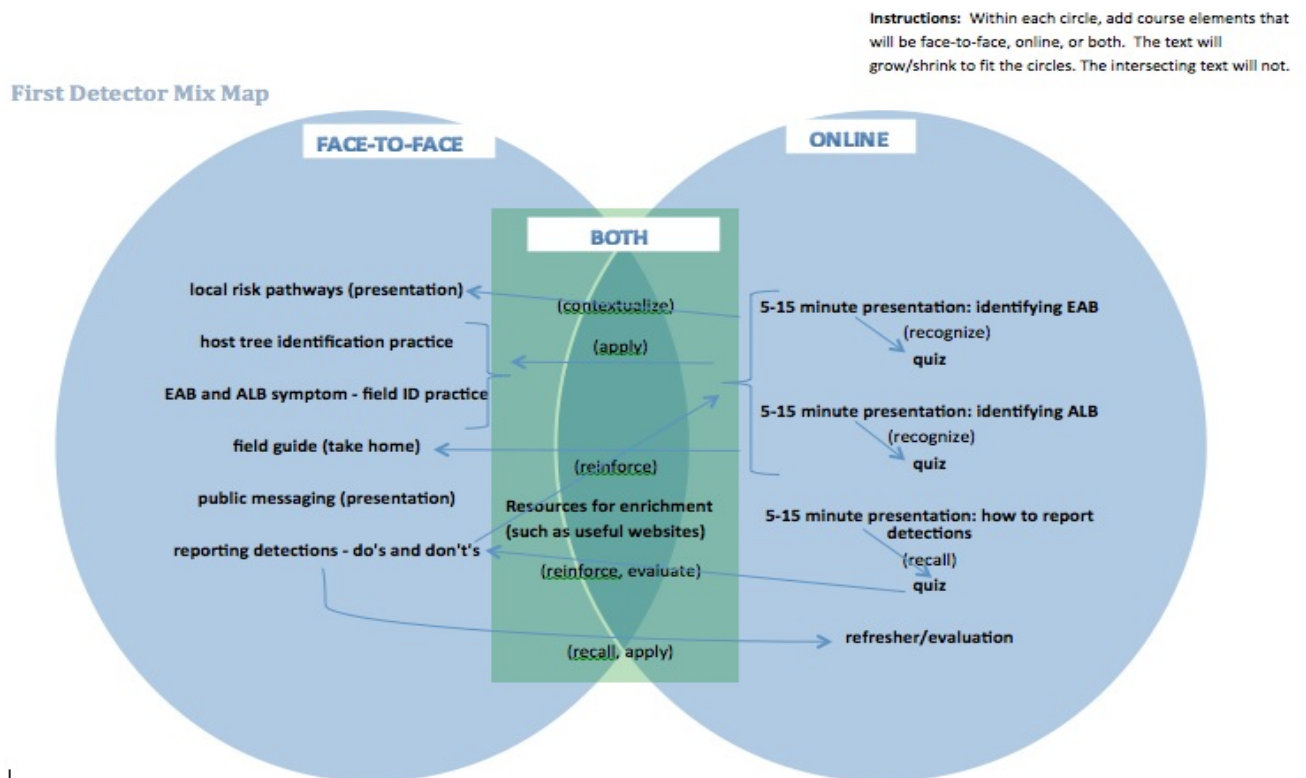 Instructions: Within each circle, add course elements that
will be face-to-face, online, or both. The text will
grow/shrink to fit the circles. The intersecting text will not.
First Detector Mix Map
FACE-TO-FACE
local risk pathways (presentation)
host tree identification practice
EAB and ALB symptom - field ID practice
field guide (take home)
public messaging (presentation)
reporting detections - do's and don't's
BOTH
(contextualize)
(apply)
(reinforce)
Resources for enrichment
(such as useful websites)
(reinforce, evaluate)
(recall, apply)
ONLINE
5-15 minute presentation: identifying EAB
(recognize)
quiz
5-15 minute presentation: identifying ALB
(recognize)
quiz
5-15 minute presentation: how to report
detections
(recall)
quiz
refresher/evaluation